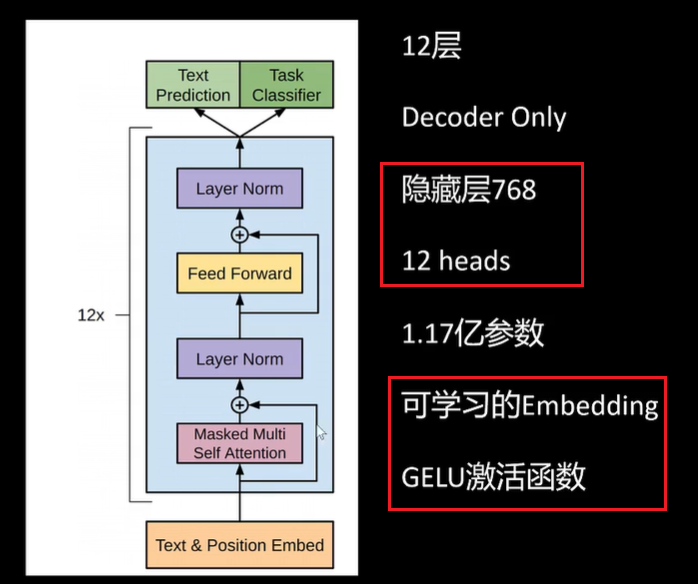 Text
Prediction
Task
Classifier
Layer Norm
Feed Forward
12x
Layer Norm
Masked Multi
Self Attention
Text & Position Embed
12层
Decoder Only
隐藏层768
12 heads
1.17亿参数
可学习的Embedding
GELU激活函数